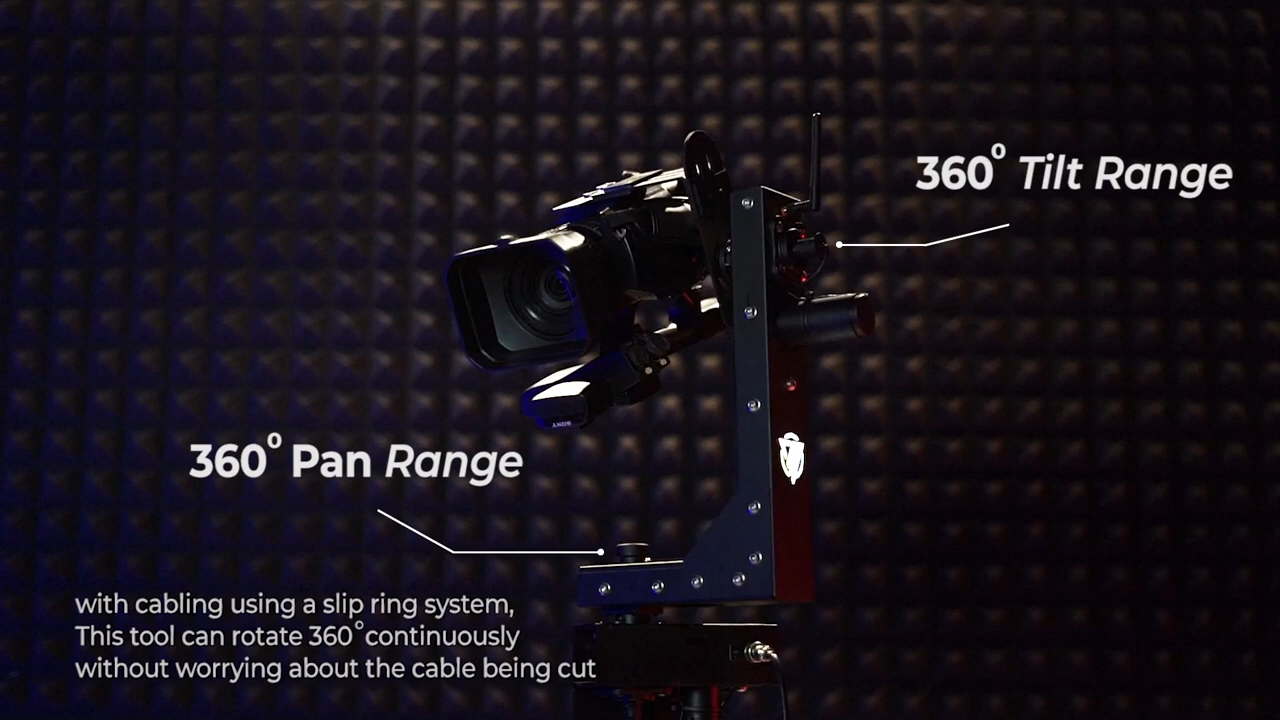 360° Tilt Range
360° Pan Range
with cabling using a slip ring system,
This tool can rotate 360° continuously
without worrying about the cable being cut
SONY